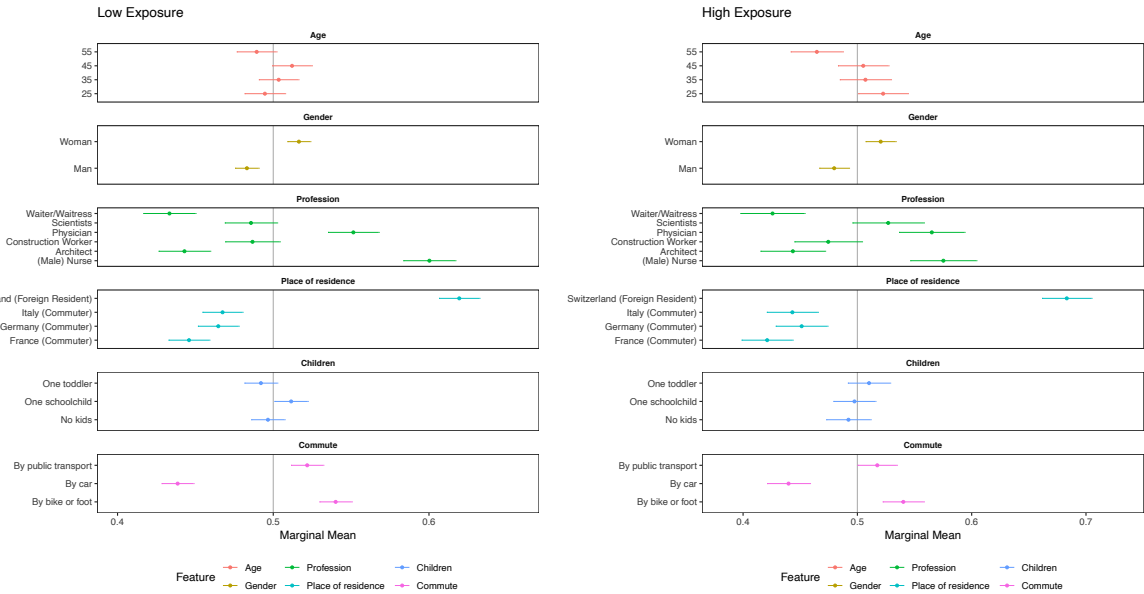 Low Exposure
Age
55
45
35
25
Gender
Woman
Man
Profession
Waiter/Waitress
Scientists
Physician
Construction Worker
Architect
(Male) Nurse
Place of residence
(Foreign Resident)
Italy (Commuter)
Germany (Commuter)
France (Commuter)
Children
One toddler
One schoolchild
No kids
Commute
By public transport
By car
By bike or foot
0.4 0.5 0.6
Marginal Mean
Feature
Age Profession Children
Gender Place of residence Commute
High Exposure
Age
55
45
35
25
Gender
Woman
Man
Profession
Waiter/Waitress
Scientists
Physician
Construction Worker
Architect
(Male) Nurse
Place of residence
Switzerland (Foreign Resident)
Italy (Commuter)
Germany (Commuter)
France (Commuter)
Children
One toddler
One schoolchild
No kids
Commute
By public transport
By car
By bike or foot
0.4 0.5 0.6 0.7
Marginal Mean
Feature
Age Profession Children
Gender Place of residence Commute